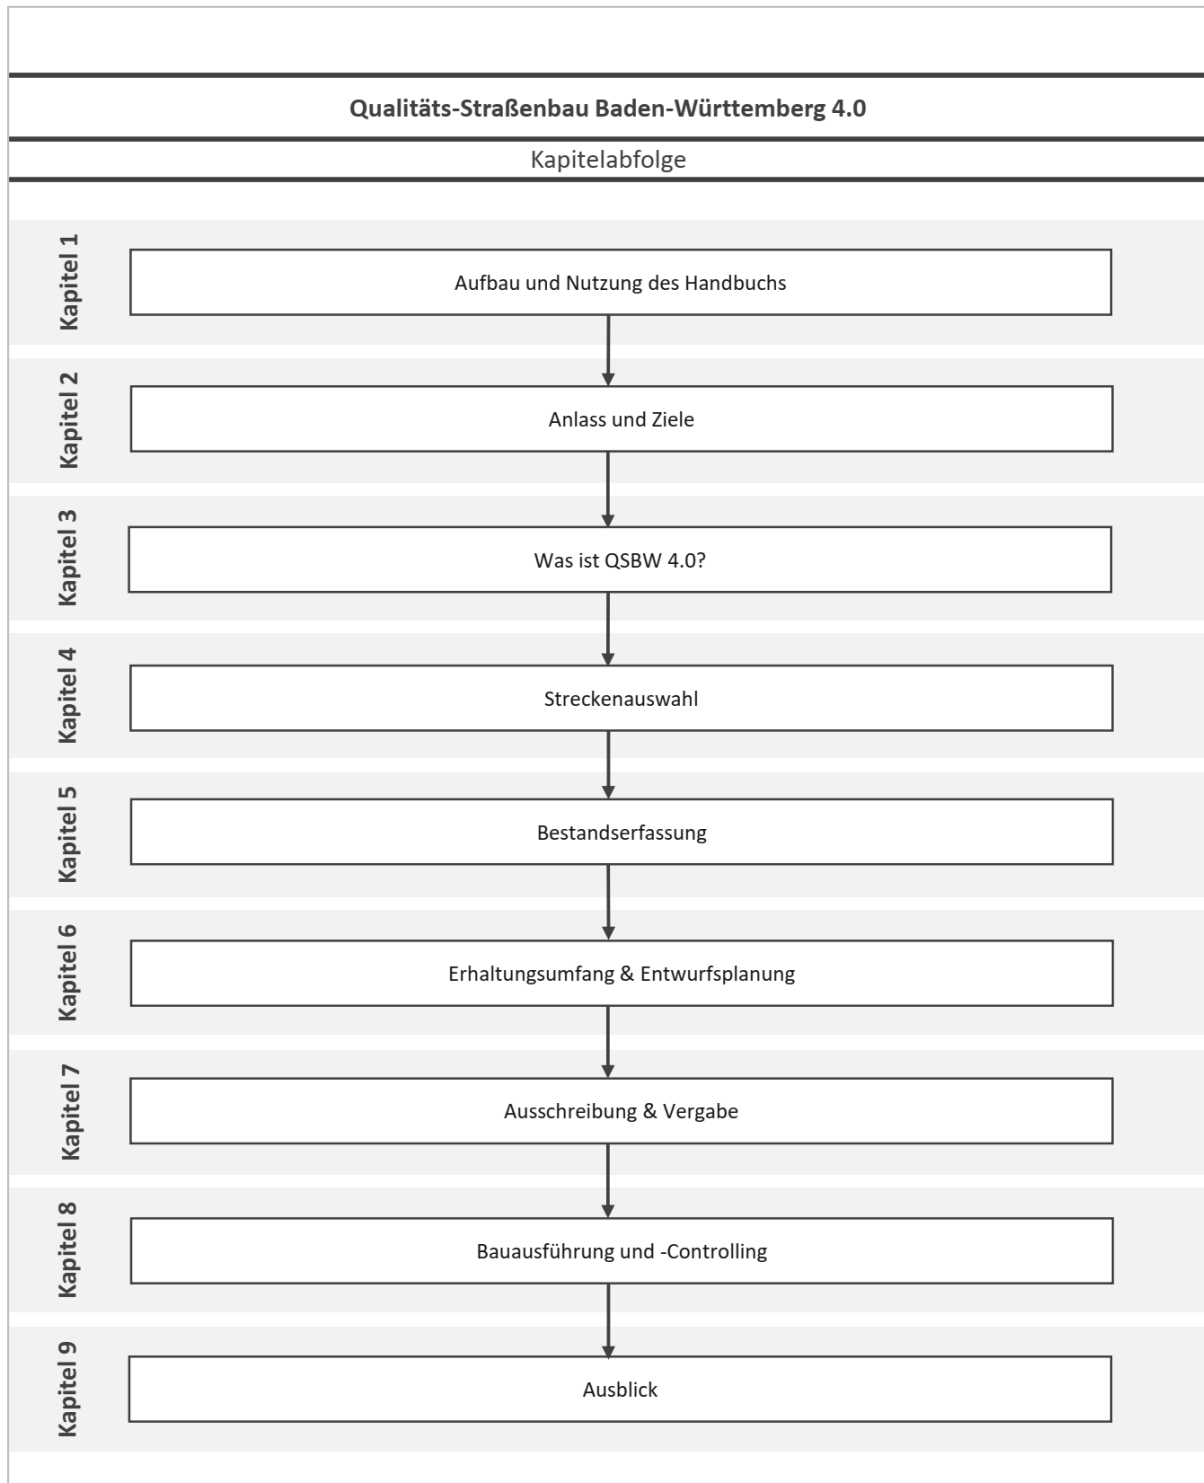 Qualitäts-Straßenbau Baden-Württemberg 4.0
Kapitelabfolge
Kapitel 1
Aufbau und Nutzung des Handbuchs
Kapitel 2
Anlass und Ziele
Kapitel 3
Was ist QSBW 4.0?
Kapitel 4
Streckenauswahl
Kapitel 5
Bestandserfassung
Kapitel 6
Erhaltungsumfang & Entwurfsplanung
Kapitel 7
Ausschreibung & Vergabe
Kapitel 8
Bauausführung und -Controlling
Kapitel 9
Ausblick